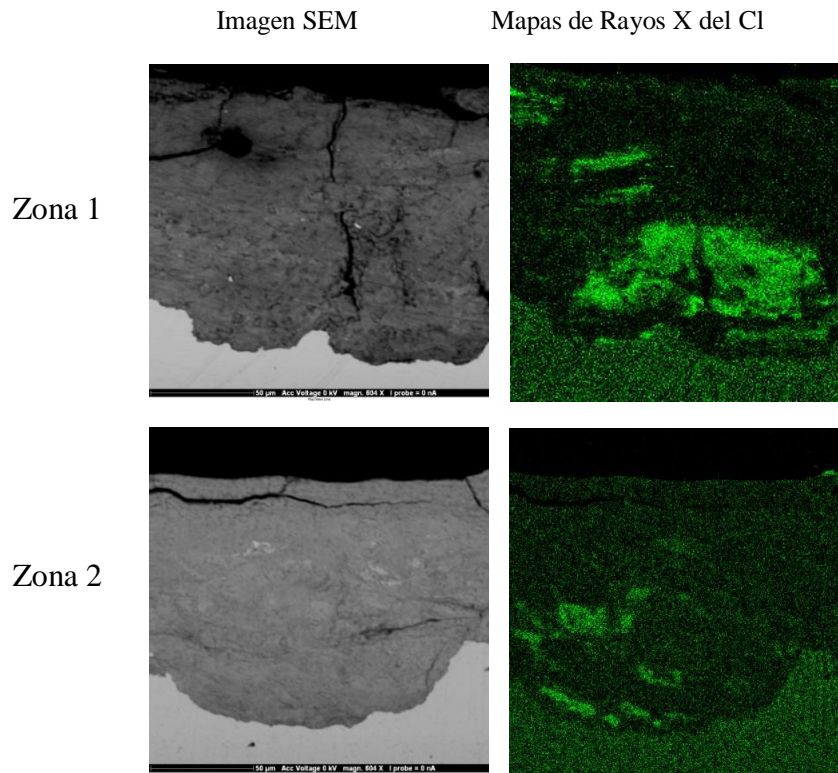 Imagen SEM Mapas de Rayos X del Cl
Zona 1
50 µm Acc Voltage 0 kV magn. 604 X I probe = 0 nA
Zona 2
50 µm Acc Voltage 0 kV magn. 604 X I probe = 0 nA